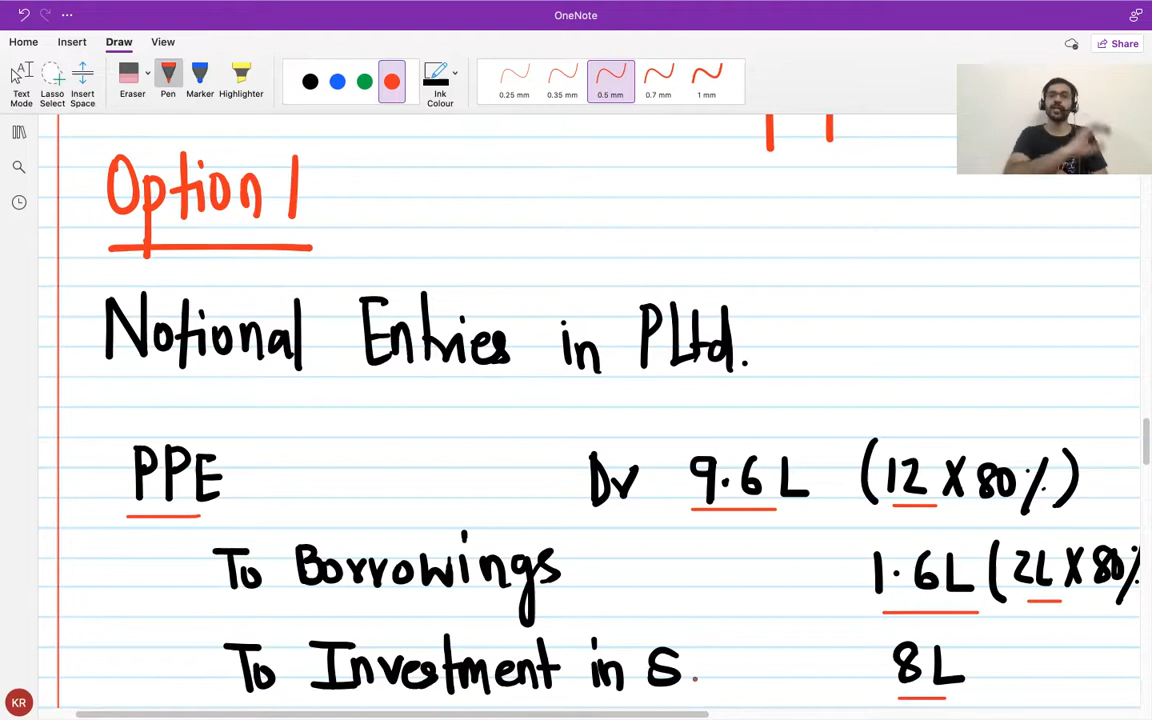 OneNote
Home Insert Draw View
Share
Text Mode
Lasso Select
Insert Space
Eraser
Pen
Marker
Highlighter
Ink Colour
0.25 mm
0.35 mm
0.5 mm
0.7 mm
1 mm
Option 1
Notional Entries in P Ltd.
PPE Dr 9.6 L (12 X 80%)
To Borrowings 1.6L (2L X 80%
To Investment in S 8 L
KR